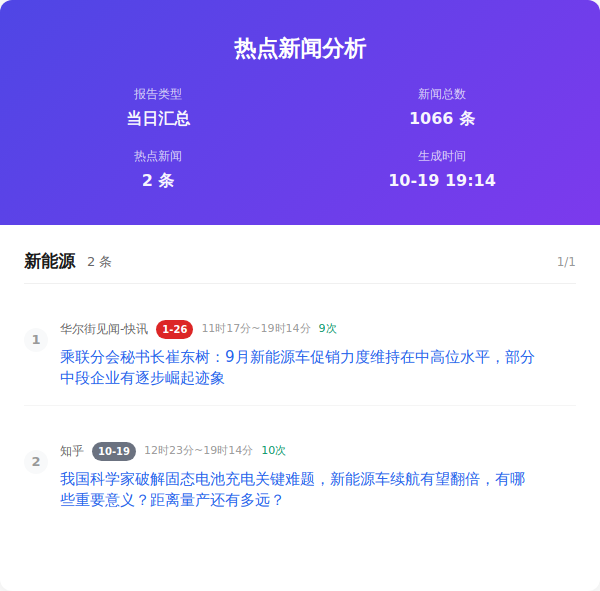 热点新闻分析
报告类型
新闻总数
当日汇总
1066 条
热点新闻
生成时间
2 条
10-19 19:14
新能源 2 条 1/1
1
华尔街见闻-快讯 1-26 11时17分~19时14分 9次
乘联分会秘书长崔东树：9月新能源车促销力度维持在中高位水平，部分
中段企业有逐步崛起迹象
2
知乎 10-19 12时23分~19时14分 10次
我国科学家破解固态电池充电关键难题，新能源车续航有望翻倍，有哪
些重要意义？距离量产还有多远？